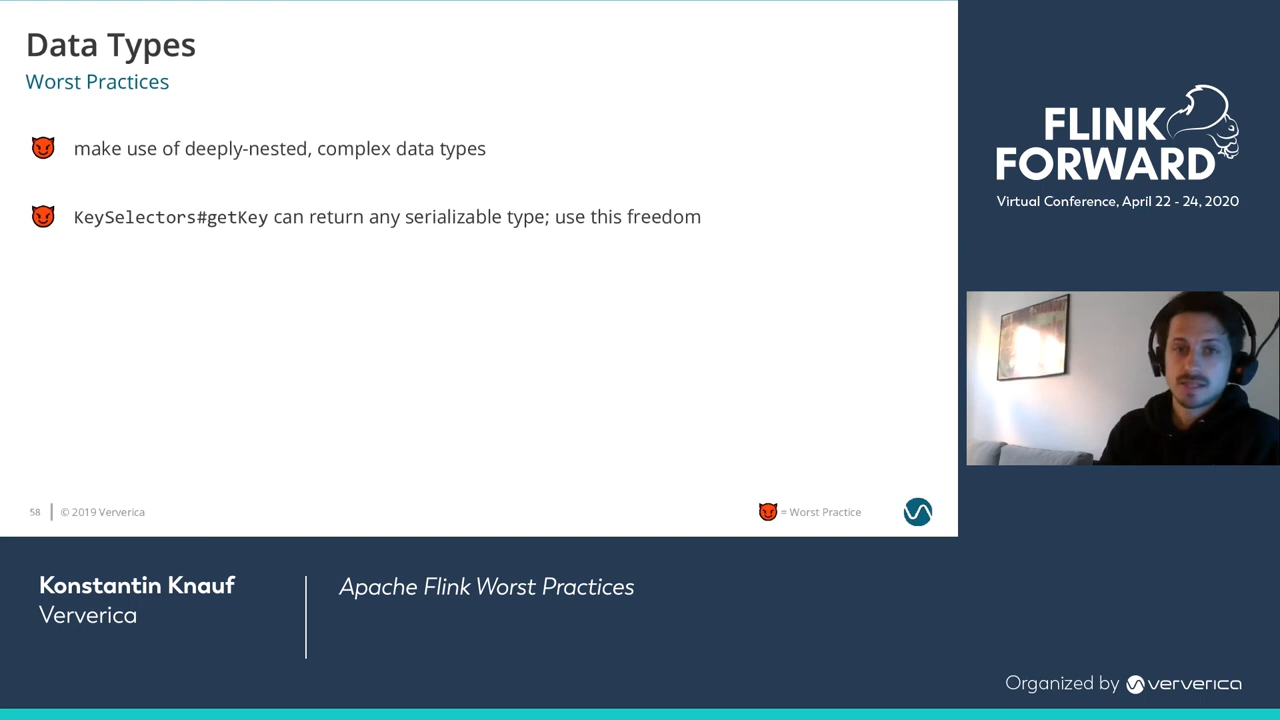 Data Types
Worst Practices
make use of deeply-nested, complex data types
KeySelectors#getKey can return any serializable type; use this freedom
58 © 2019 Ververica
= Worst Practice
FLINK
FORWARD
Virtual Conference, April 22 - 24, 2020
Konstantin Knauf
Ververica
Apache Flink Worst Practices
Organized by ververica